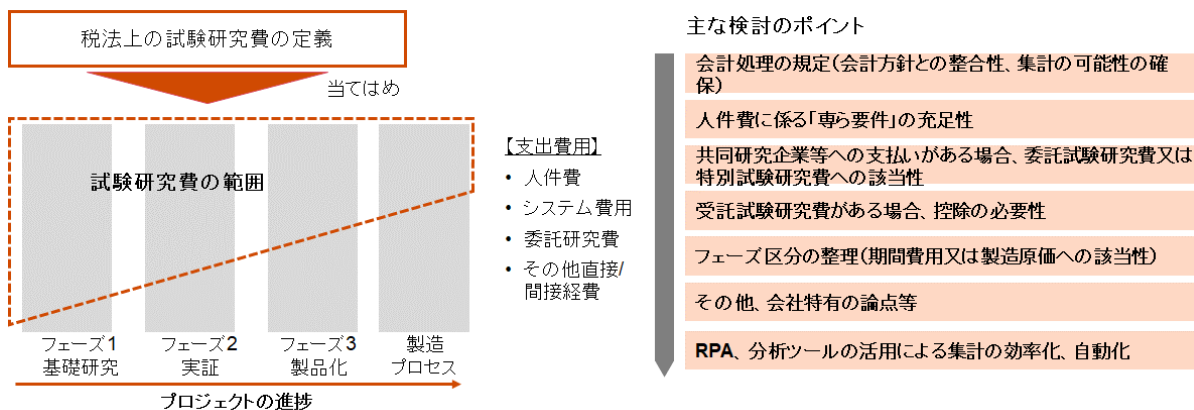 税法上の試験研究費の定義
当てはめ
試験研究費の範囲
フェーズ1
基礎研究
フェーズ2
実証
フェーズ3
製品化
製造
プロセス
プロジェクトの進捗
【支出費用】
• 人件費
• システム費用
• 委託研究費
• その他直接/
間接経費
主な検討のポイント
会計処理の規定(会計方針との整合性、集計の可能性の確
保)
人件費に係る「専ら要件」の充足性
共同研究企業等への支払いがある場合、委託試験研究費又は
特別試験研究費への該当性
受託試験研究費がある場合、控除の必要性
フェーズ区分の整理(期間費用又は製造原価への該当性)
その他、会社特有の論点等
RPA、分析ツールの活用による集計の効率化、自動化